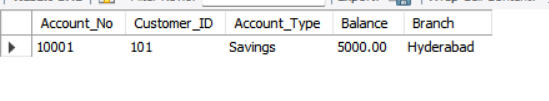 Account_No Customer_ID Account_Type Balance Branch
10001 101 Savings 5000.00 Hyderabad